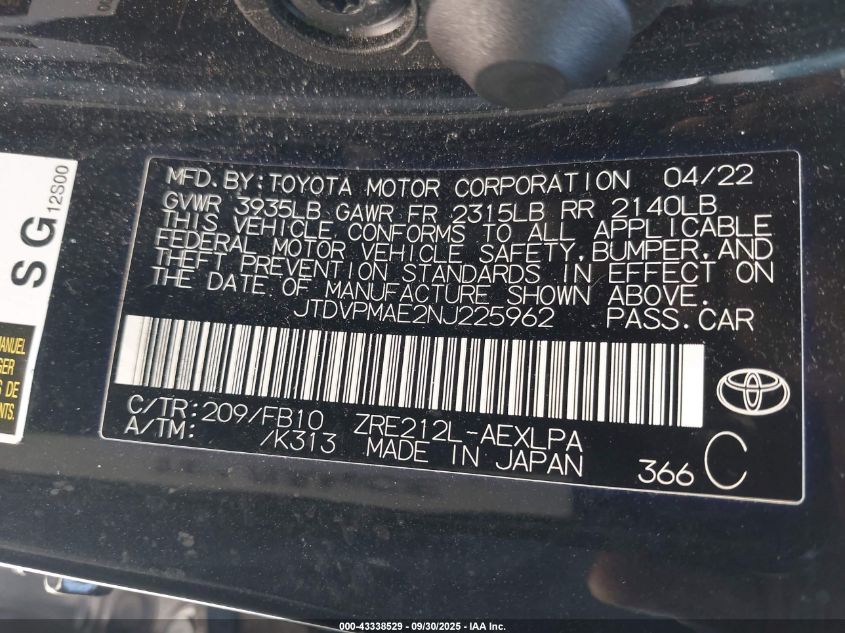 MFD.BY:TOYOTA MOTOR CORPORATION 04/22
GVWR 3935LB GAWR FR 2315LB RR 2140LB
THIS VEHICLE CONFORMS TO ALL APPLICABLE
FEDERAL MOTOR VEHICLE SAFETY,BUMPER,AND
THEFT PREVENTION STANDARDS IN EFFECT ON
THE DATE OF MANUFACTURE SHOWN ABOVE.
JTDVPMAE2NJ225962 PASS.CAR
C/TR:209/FB10 ZRE212L-AEXLPA
A/TM: /K313 MADE IN JAPAN 366 C
SG 12S00
MANUEL
DE
000-43338529 - 09/30/2025 - IAA Inc.